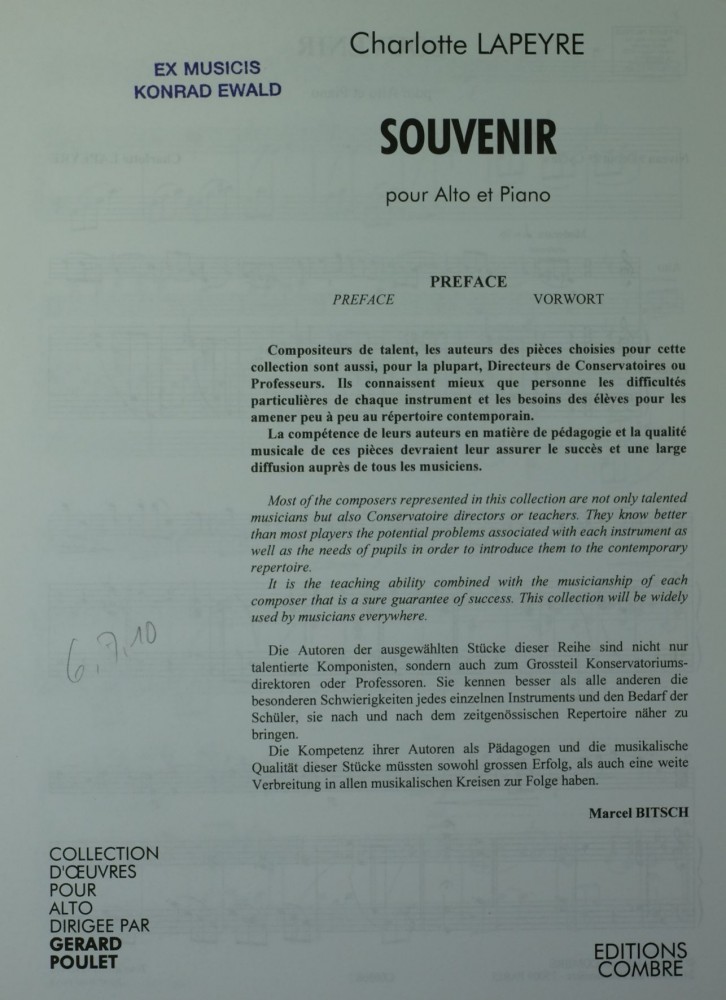 Charlotte LAPEYRE
EX MUSICIS
KONRAD EWALD
SOUVENIR
pour Alto et Piano
PREFACE
PREFACE VORWORT
Compositeurs de talent, les auteurs des pièces choisies pour cette
collection sont aussi, pour la plupart, Directeurs de Conservatoires ou
Professeurs. Ils connaissent mieux que personne les difficultés
particulières de chaque instrument et les besoins des élèves pour les
amener peu à peu au répertoire contemporain.
La compétence de leurs auteurs en matière de pédagogie et la qualité
musicale de ces pièces devraient leur assurer le succès et une large
diffusion auprès de tous les musiciens.
Most of the composers represented in this collection are not only talented
musicians but also Conservatoire directors or teachers. They know better
than most players the potential problems associated with each instrument as
well as the needs of pupils in order to introduce them to the contemporary
repertoire.
It is the teaching ability combined with the musicianship of each
composer that is a sure guarantee of success. This collection will be widely
used by musicians everywhere.
Die Autoren der ausgewählten Stücke dieser Reihe sind nicht nur
talentierte Komponisten, sondern auch zum Grossteil Konservatoriums-
direktoren oder Professoren. Sie kennen besser als alle anderen die
besonderen Schwierigkeiten jedes einzelnen Instruments und den Bedarf der
Schüler, sie nach und nach dem zeitgenössischen Repertoire näher zu
bringen.
Die Kompetenz ihrer Autoren als Pädagogen und die musikalische
Qualität dieser Stücke müssten sowohl grossen Erfolg, als auch eine weite
Verbreitung in allen musikalischen Kreisen zur Folge haben.
Marcel BITSCH
6,7,10
COLLECTION
D'ŒUVRES
POUR
ALTO
DIRIGEE PAR
GERARD
POULET
EDITIONS
COMBRE